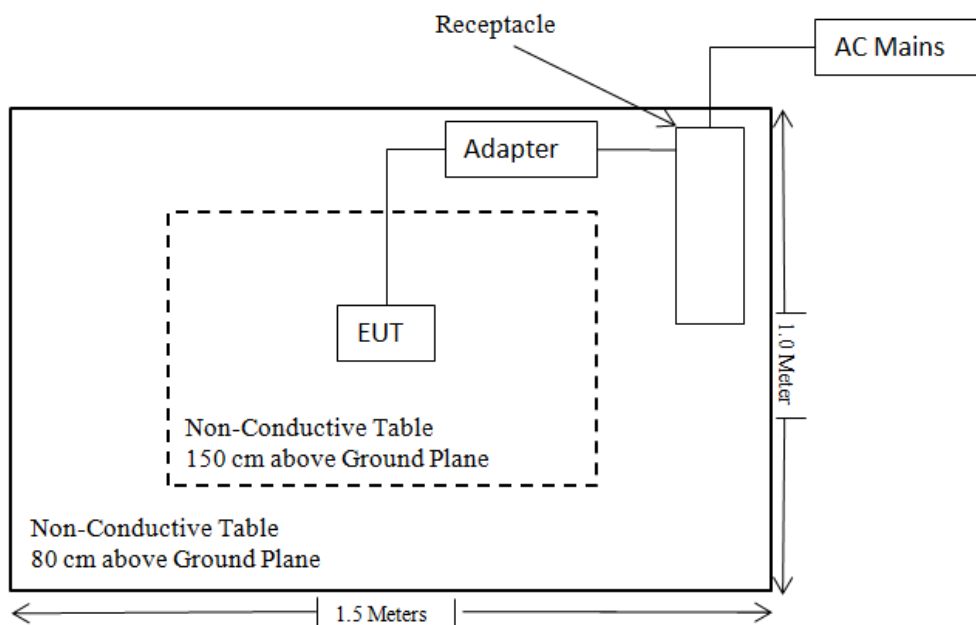 Receptacle
AC Mains
Adapter
EUT
Non-Conductive Table
150 cm above Ground Plane
1.0 Meter
Non-Conductive Table
80 cm above Ground Plane
1.5 Meters